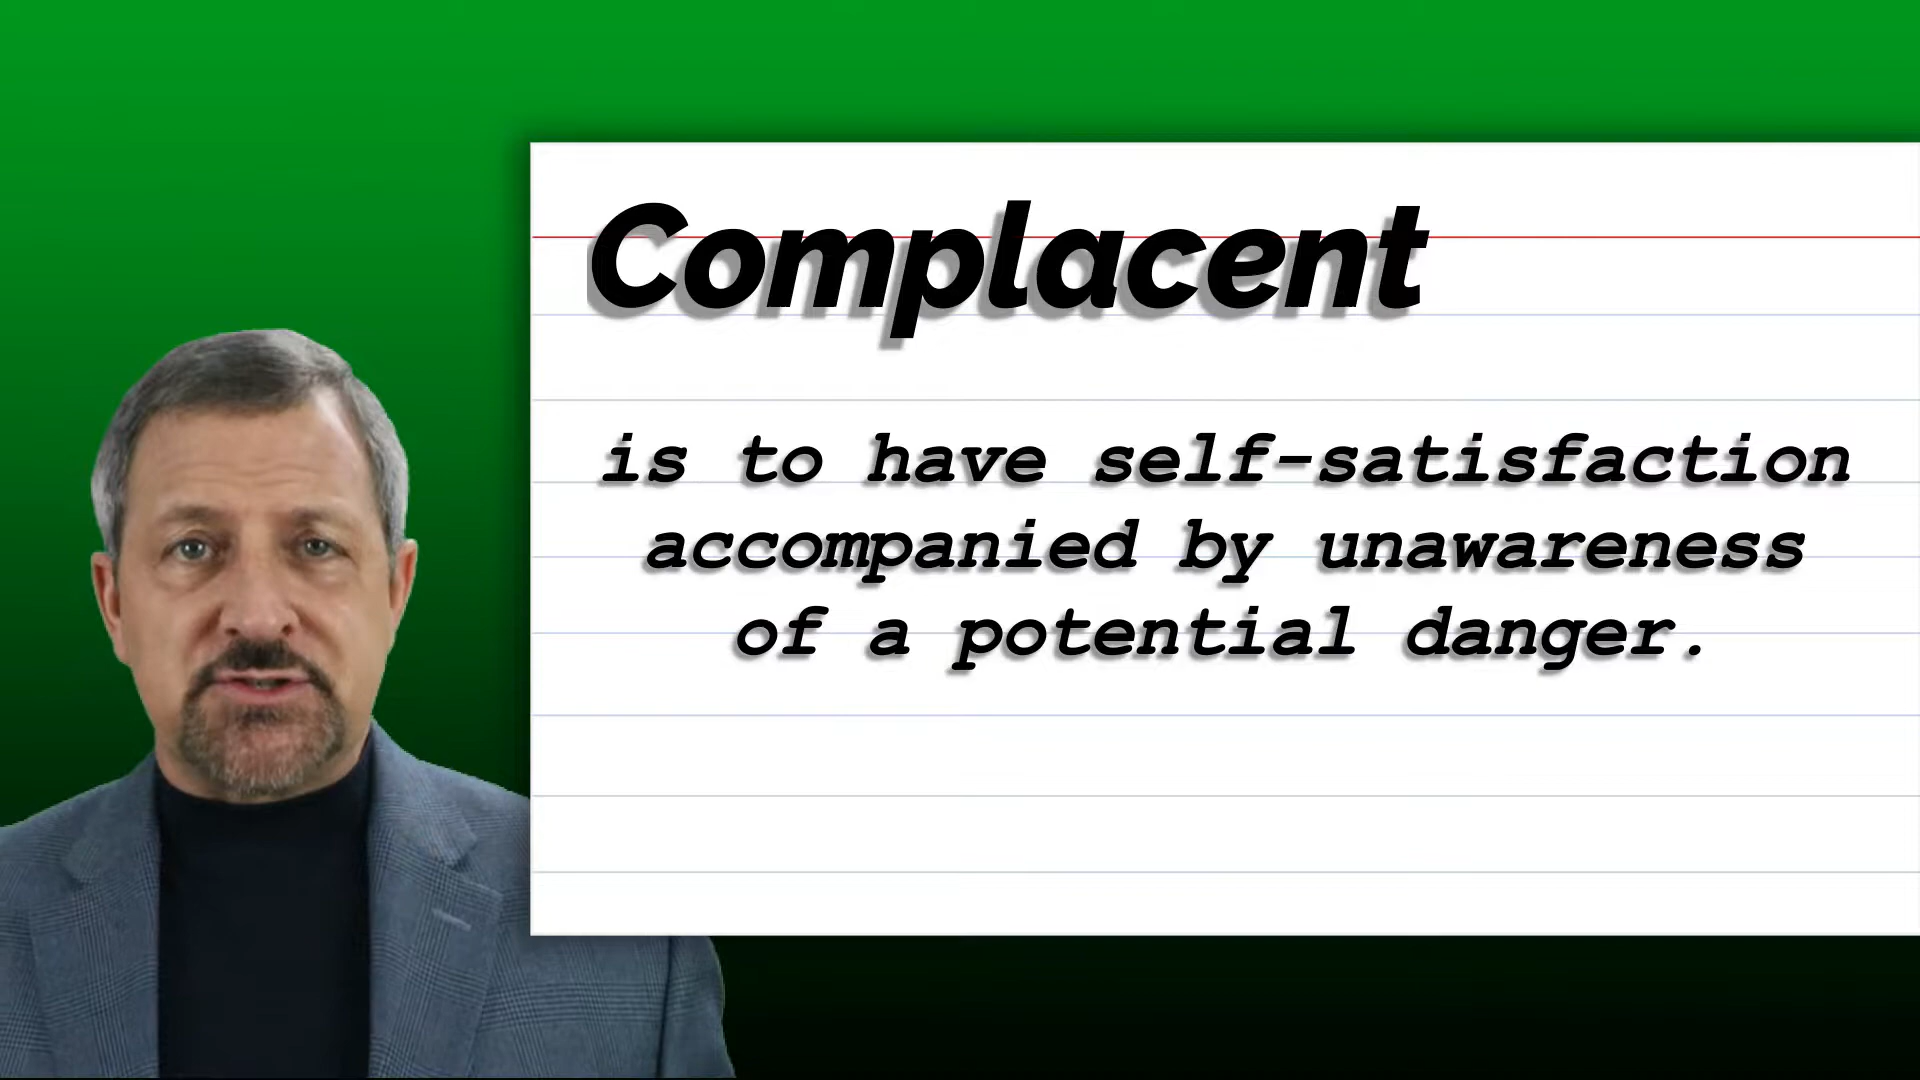 Complacent
is to have self-satisfaction
accompanied by unawareness
of a potential danger.